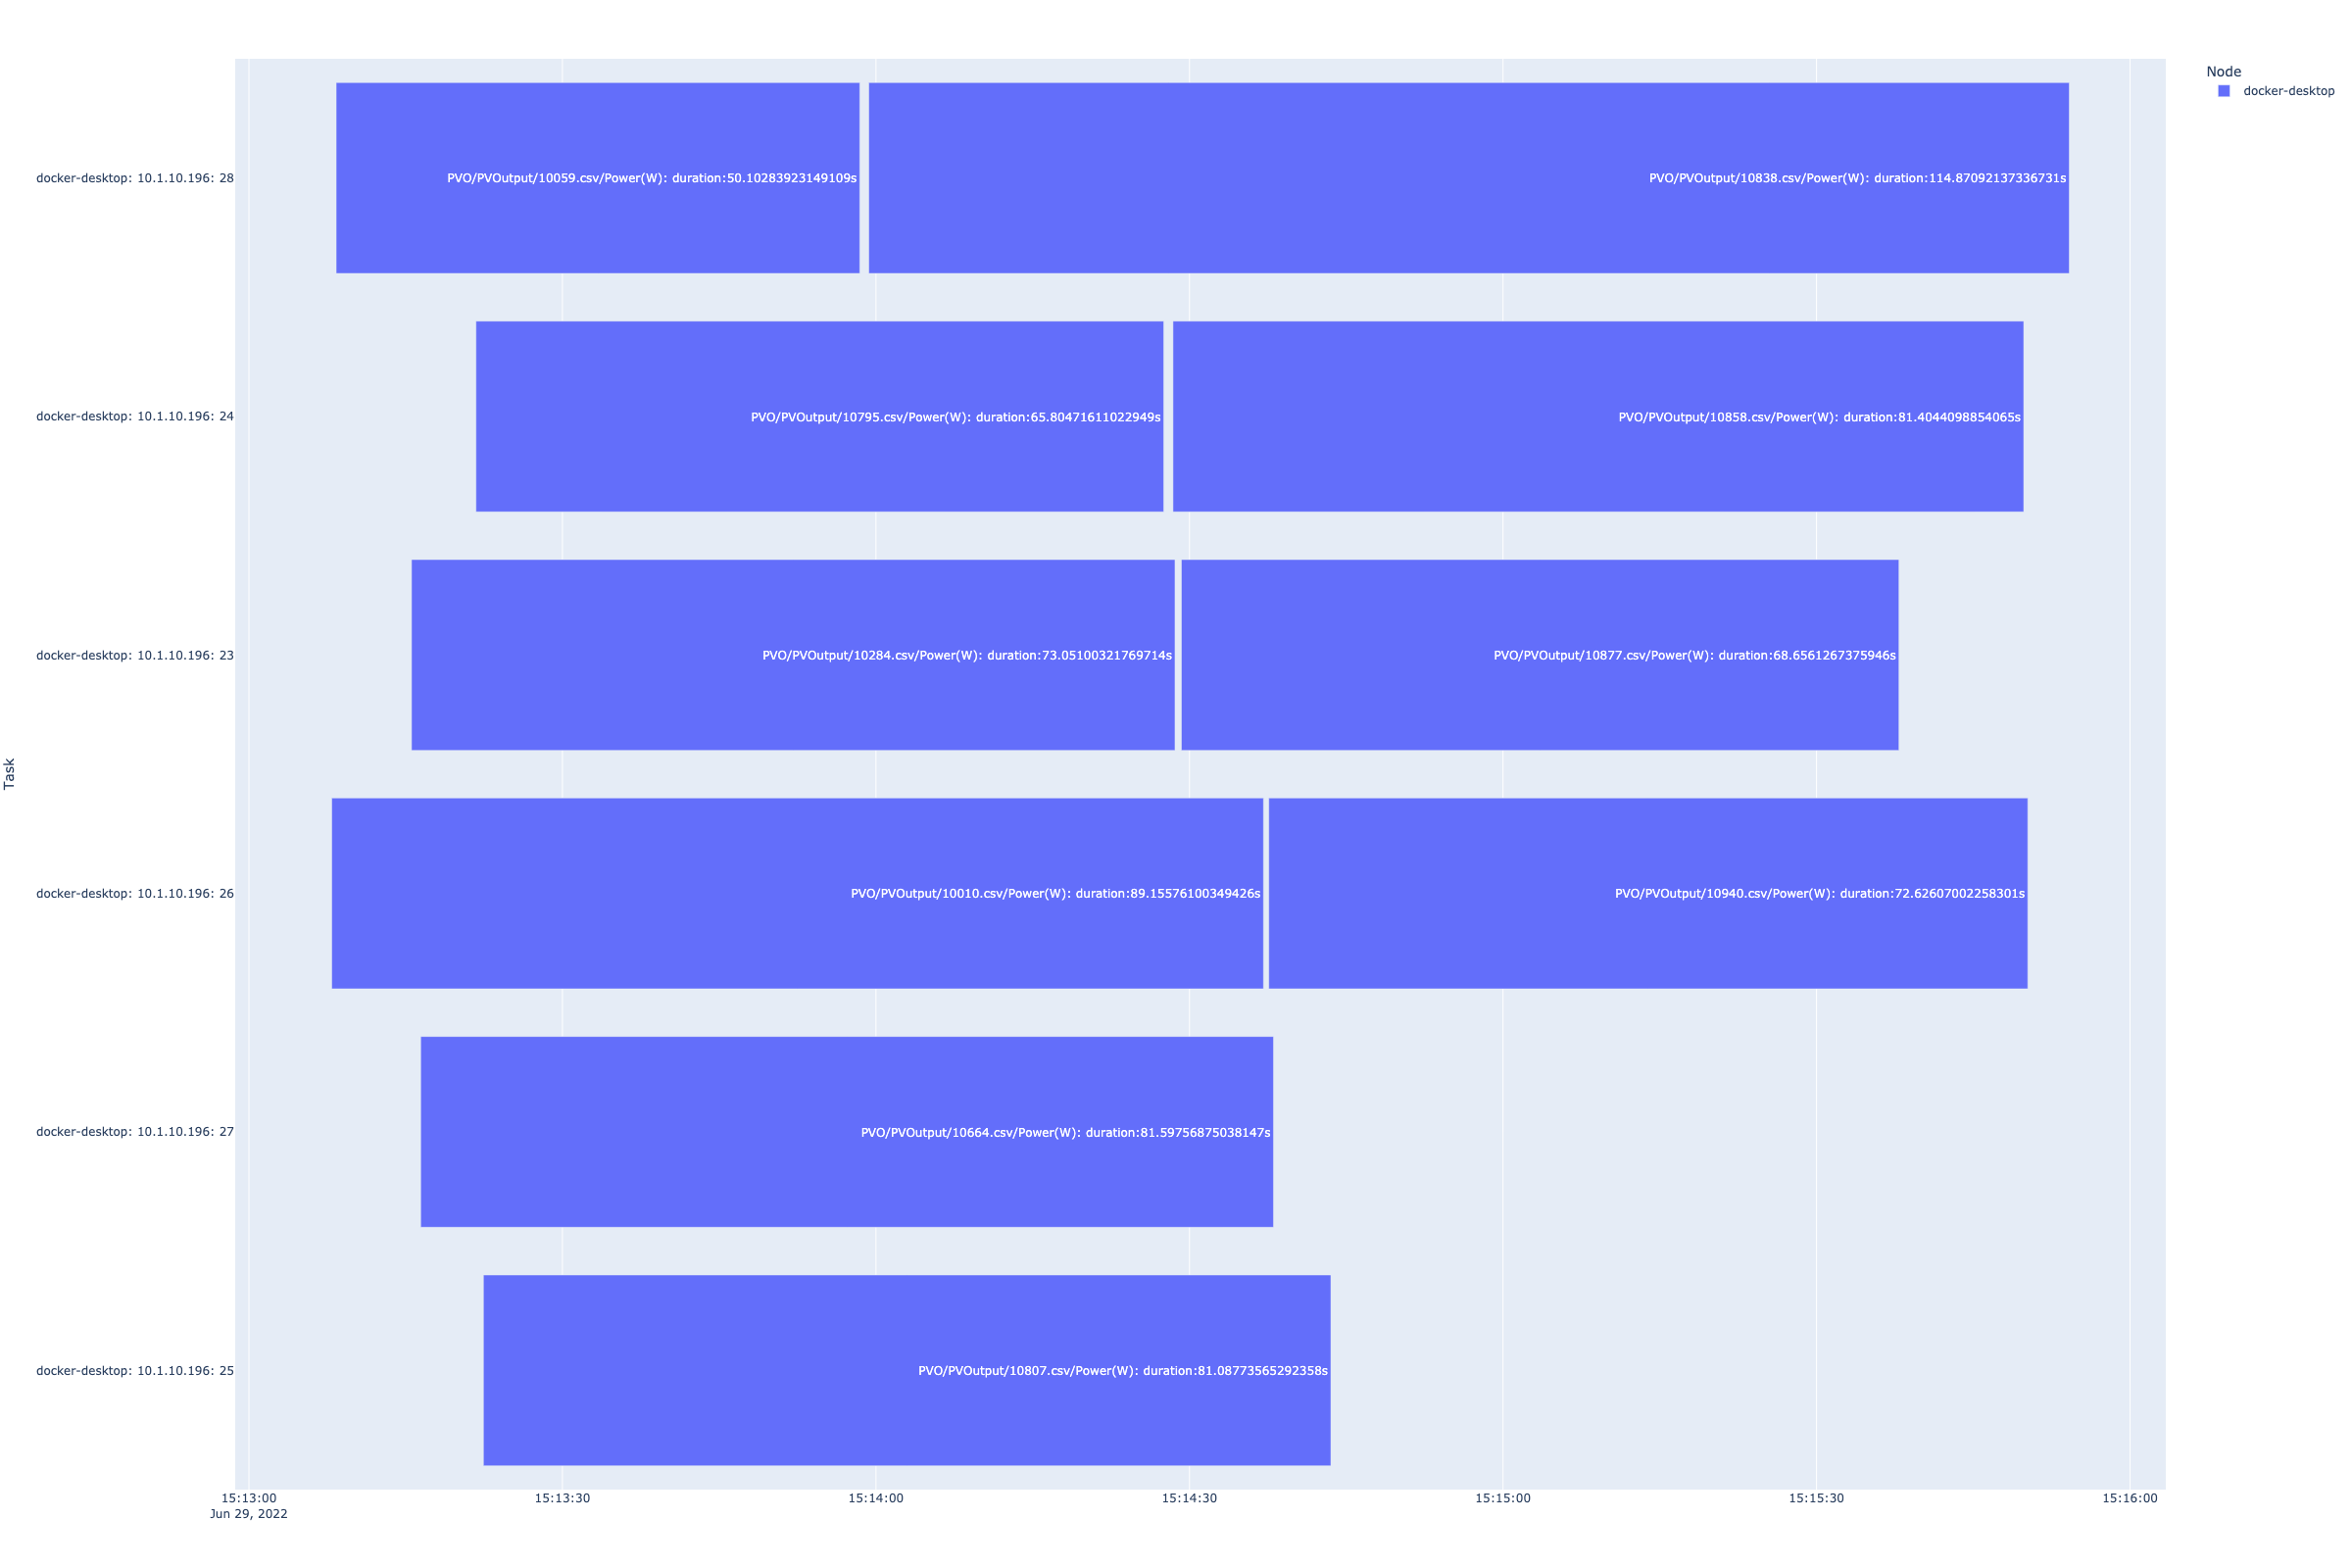 Node
docker-desktop
docker-desktop: 10.1.10.196: 28
PVO/PVOutput/10059.csv/Power(W): duration:50.10283923149109s
PVO/PVOutput/10838.csv/Power(W): duration:114.87092137336731s
docker-desktop: 10.1.10.196: 24
PVO/PVOutput/10795.csv/Power(W): duration:65.80471611022949s
PVO/PVOutput/10858.csv/Power(W): duration:81.4044098854065s
docker-desktop: 10.1.10.196: 23
PVO/PVOutput/10284.csv/Power(W): duration:73.05100321769714s
PVO/PVOutput/10877.csv/Power(W): duration:68.6561267375946s
Task
docker-desktop: 10.1.10.196: 26
PVO/PVOutput/10010.csv/Power(W): duration:89.15576100349426s
PVO/PVOutput/10940.csv/Power(W): duration:72.62607002258301s
docker-desktop: 10.1.10.196: 27
PVO/PVOutput/10664.csv/Power(W): duration:81.59756875038147s
docker-desktop: 10.1.10.196: 25
PVO/PVOutput/10807.csv/Power(W): duration:81.08773565292358s
15:13:00
Jun 29, 2022
15:13:30
15:14:00
15:14:30
15:15:00
15:15:30
15:16:00